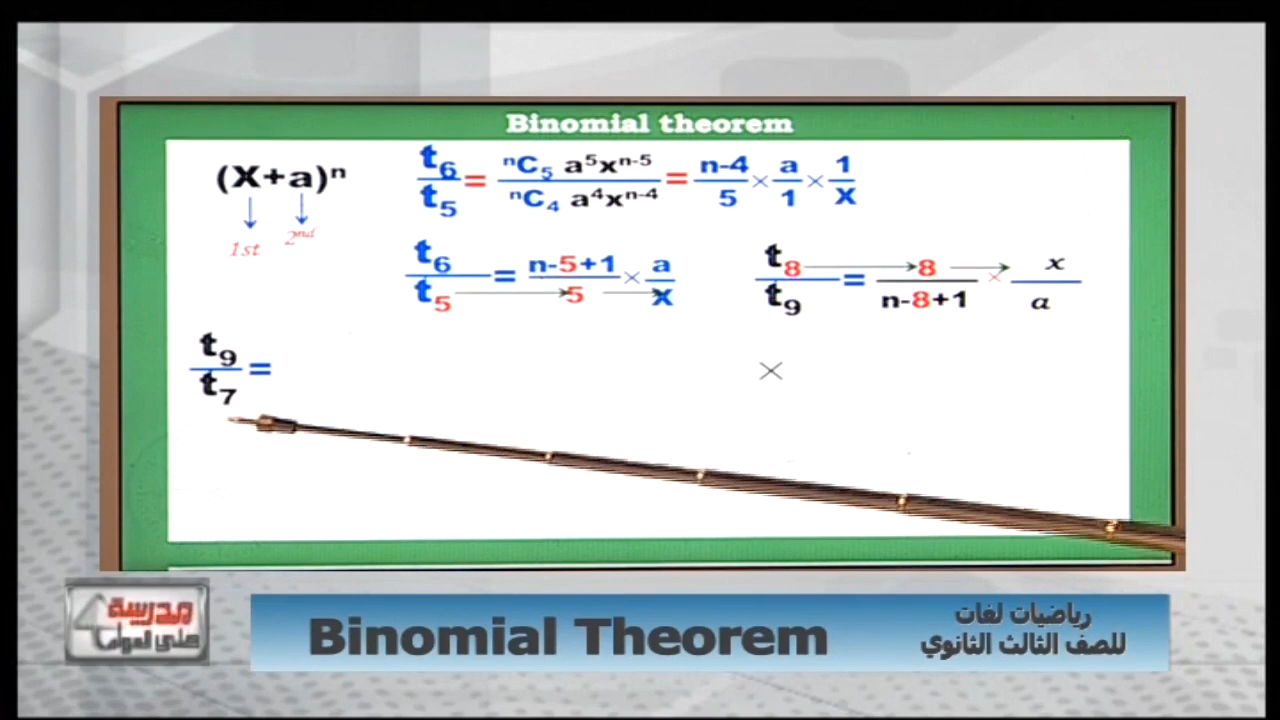 Binomial theorem
(X+a)ⁿ
1st 2nd
t₆/t₅ = ⁿC₅ a⁵xⁿ⁻⁵ / ⁿC₄ a⁴xⁿ⁻⁴ = n-4/5 × a/1 × 1/x
t₆/t₅ = n-5+1/5 × a/x
t₈/t₉ = 8/n-8+1 × x/a
t₉/t₇ = ×
مدرسة
على الهواء
Binomial Theorem
رياضيات لغات
للصف الثالث الثانوي